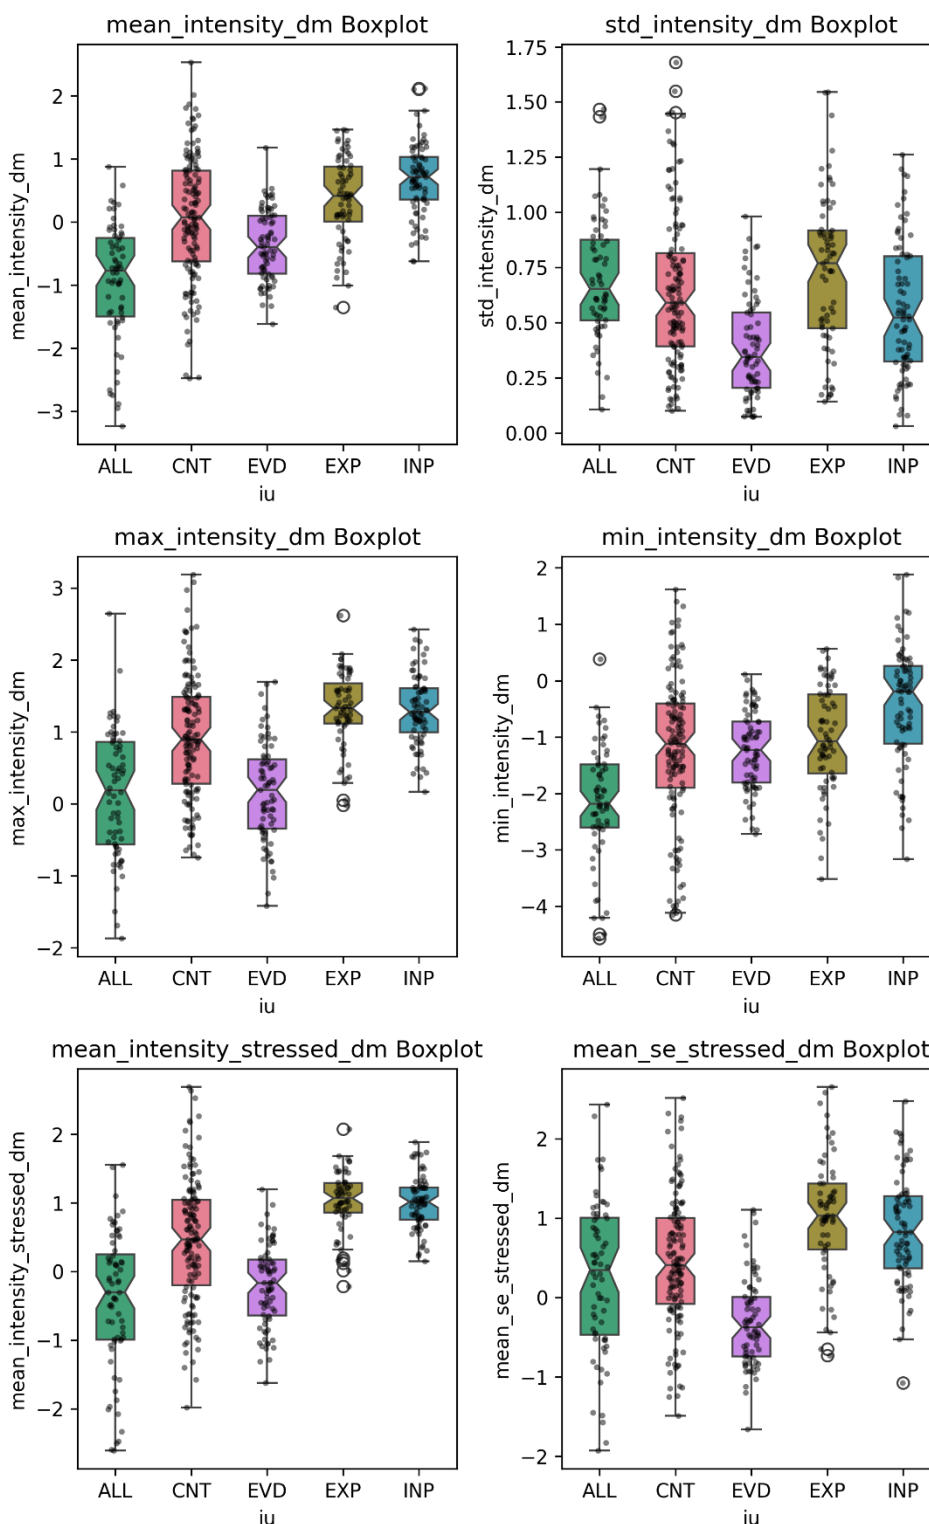 mean_intensity_dm Boxplot
mean_intensity_dm
2
1
0
−1
−2
−3
ALL CNT EVD EXP INP
iu
std_intensity_dm Boxplot
std_intensity_dm
1.75
1.50
1.25
1.00
0.75
0.50
0.25
0.00
ALL CNT EVD EXP INP
iu
max_intensity_dm Boxplot
max_intensity_dm
3
2
1
0
−1
−2
ALL CNT EVD EXP INP
iu
min_intensity_dm Boxplot
min_intensity_dm
2
1
0
−1
−2
−3
−4
ALL CNT EVD EXP INP
iu
mean_intensity_stressed_dm Boxplot
mean_intensity_stressed_dm
2
1
0
−1
−2
ALL CNT EVD EXP INP
iu
mean_se_stressed_dm Boxplot
mean_se_stressed_dm
2
1
0
−1
−2
ALL CNT EVD EXP INP
iu